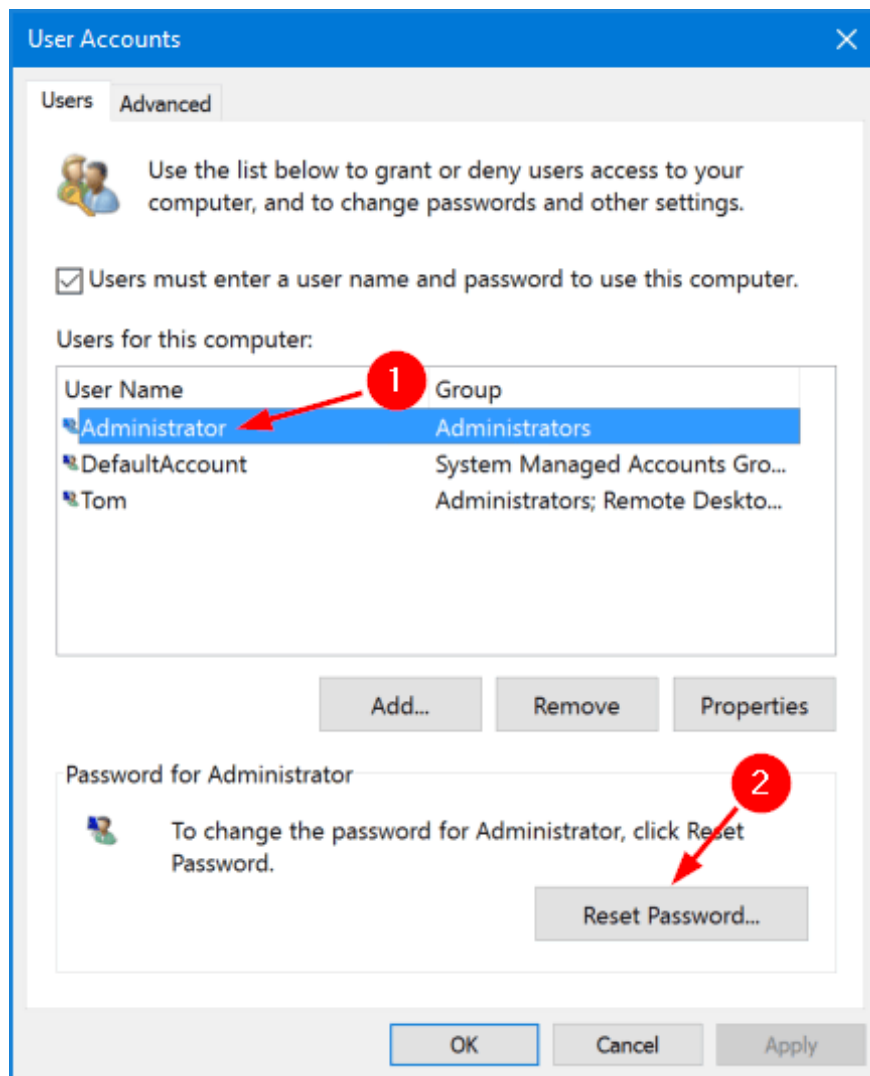 User Accounts
Users
Advanced
Use the list below to grant or deny users access to your
computer, and to change passwords and other settings.
Users must enter a user name and password to use this computer.
Users for this computer:
User Name Group
1
Administrator Administrators
DefaultAccount System Managed Accounts Gro...
Tom Administrators; Remote Deskto...
Add... Remove Properties
Password for Administrator
2
To change the password for Administrator, click Reset
Password.
Reset Password...
OK Cancel Apply